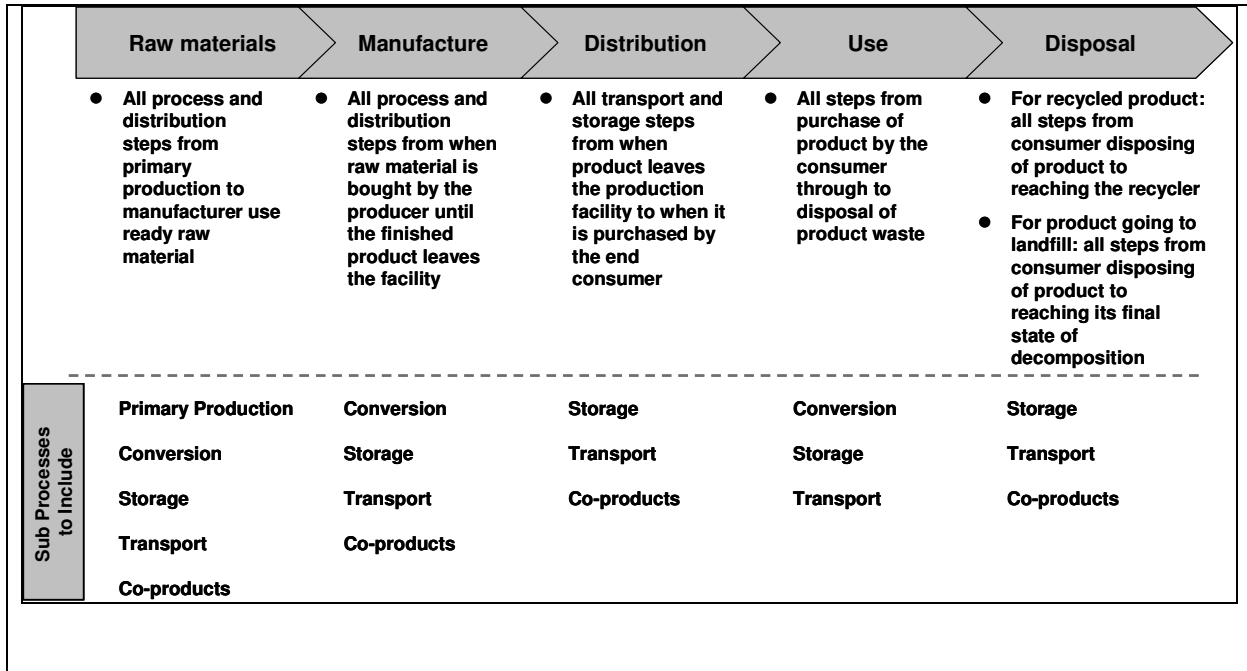 Raw materials
Manufacture
Distribution
Use
Disposal
● All process and
distribution
steps from
primary
production to
manufacturer use
ready raw
material
● All process and
distribution
steps from when
raw material is
bought by the
producer until
the finished
product leaves
the facility
● All transport and
storage steps
from when
product leaves
the production
facility to when it
is purchased by
the end
consumer
● All steps from
purchase of
product by the
consumer
through to
disposal of
product waste
● For recycled product:
all steps from
consumer disposing
of product to
reaching the recycler
● For product going to
landfill: all steps from
consumer disposing
of product to
reaching its final
state of
decomposition
Sub Processes
to Include
Primary Production
Conversion
Storage
Transport
Co-products
Conversion
Storage
Transport
Co-products
Storage
Transport
Co-products
Conversion
Storage
Transport
Storage
Transport
Co-products